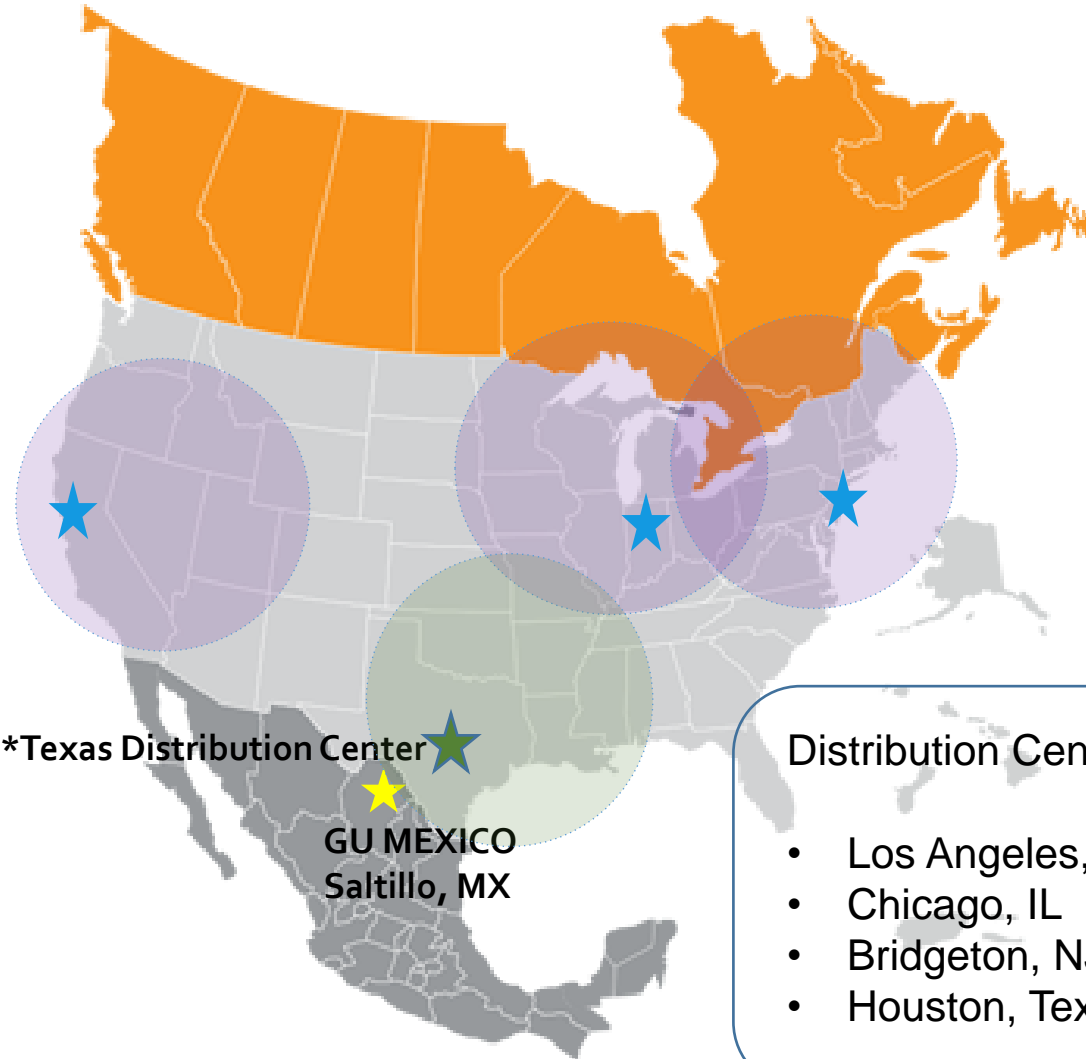 *Texas Distribution Center
GU MEXICO
Saltillo, MX
Distribution Cen
• Los Angeles,
• Chicago, IL
• Bridgeton, N
• Houston, Tex